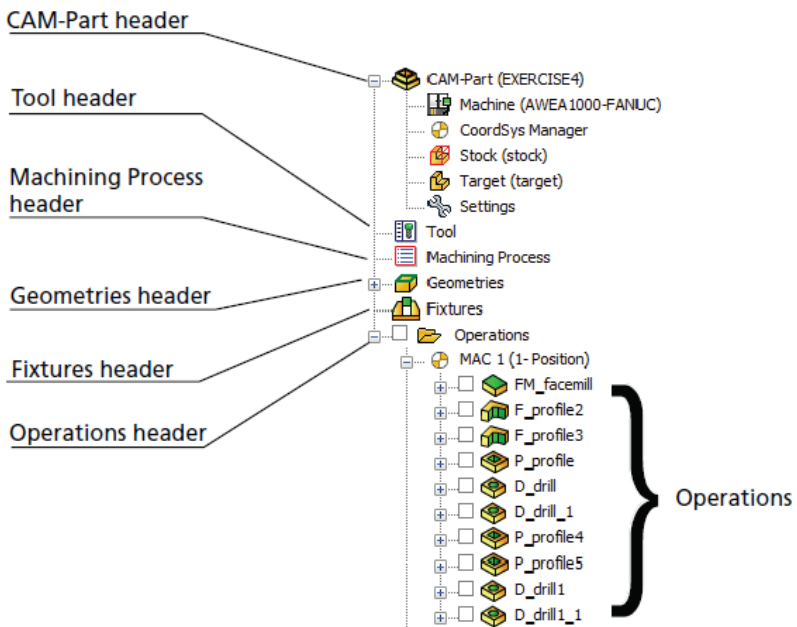 CAM-Part header
CAM-Part (EXERCISE4)
Machine (AWEA1000-FANUC)
Tool header
CoordSys Manager
Stock (stock)
Machining Process
header
Target (target)
Settings
Tool
Machining Process
Geometries header
Geometries
Fixtures
Fixtures header
Operations
MAC 1 (1- Position)
Operations header
FM_facemill
F_profile2
F_profile3
P_profile
D_drill
Operations
D_drill_1
P_profile4
P_profile5
D_drill1
D_drill1_1